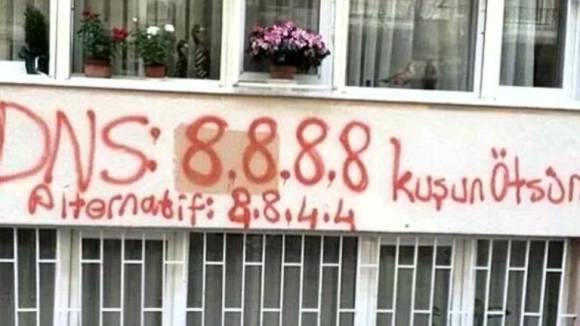 DNS: 8.8.8.8 kuşun Ötsün
Alternatif: 8.8.4.4